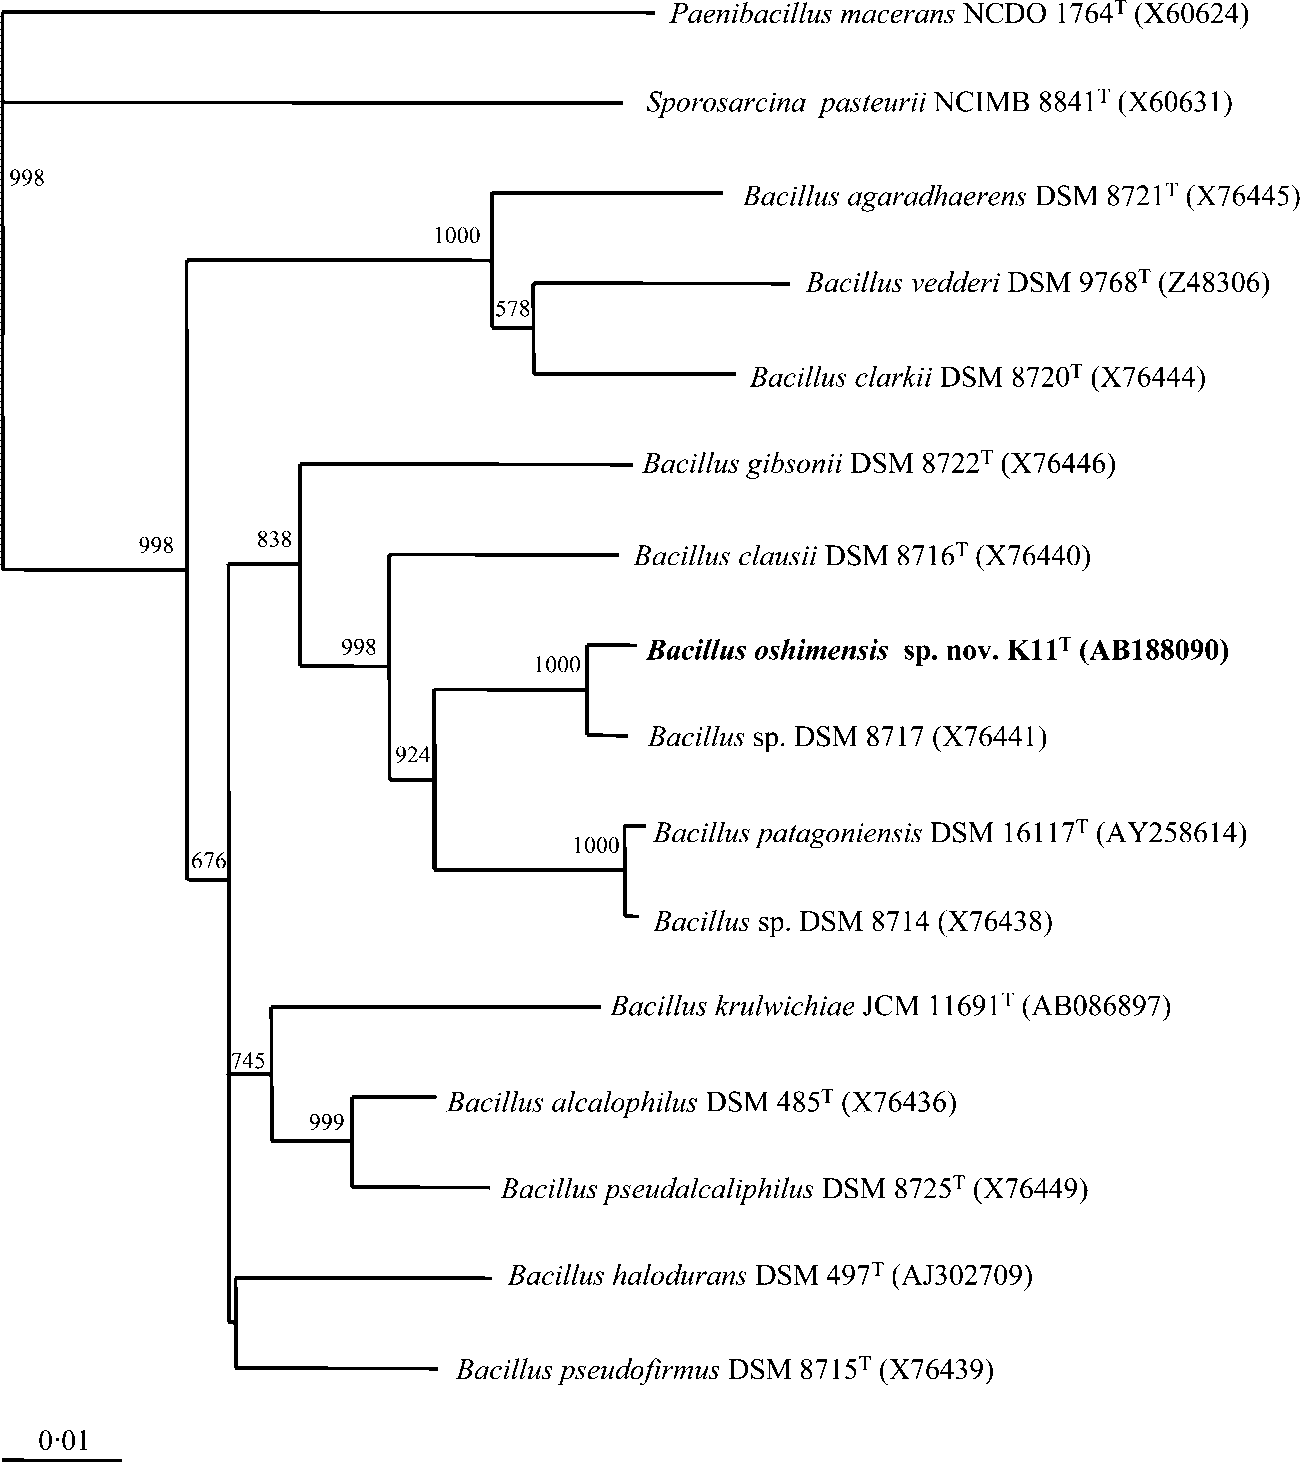 Paenibacillus macerans NCDO 1764ᵀ (X60624)
Sporosarcina pasteurii NCIMB 8841ᵀ (X60631)
998
Bacillus agaradhaerens DSM 8721ᵀ (X76445)
1000
Bacillus vedderi DSM 9768ᵀ (Z48306)
578
Bacillus clarkii DSM 8720ᵀ (X76444)
Bacillus gibsonii DSM 8722ᵀ (X76446)
838
998
Bacillus clausii DSM 8716ᵀ (X76440)
998
Bacillus oshimensis sp. nov. K11ᵀ (AB188090)
1000
Bacillus sp. DSM 8717 (X76441)
924
Bacillus patagoniensis DSM 16117ᵀ (AY258614)
1000
676
Bacillus sp. DSM 8714 (X76438)
Bacillus krulwichiae JCM 11691ᵀ (AB086897)
745
Bacillus alcalophilus DSM 485ᵀ (X76436)
999
Bacillus pseudalcaliphilus DSM 8725ᵀ (X76449)
Bacillus halodurans DSM 497ᵀ (AJ302709)
Bacillus pseudofirmus DSM 8715ᵀ (X76439)
0·01